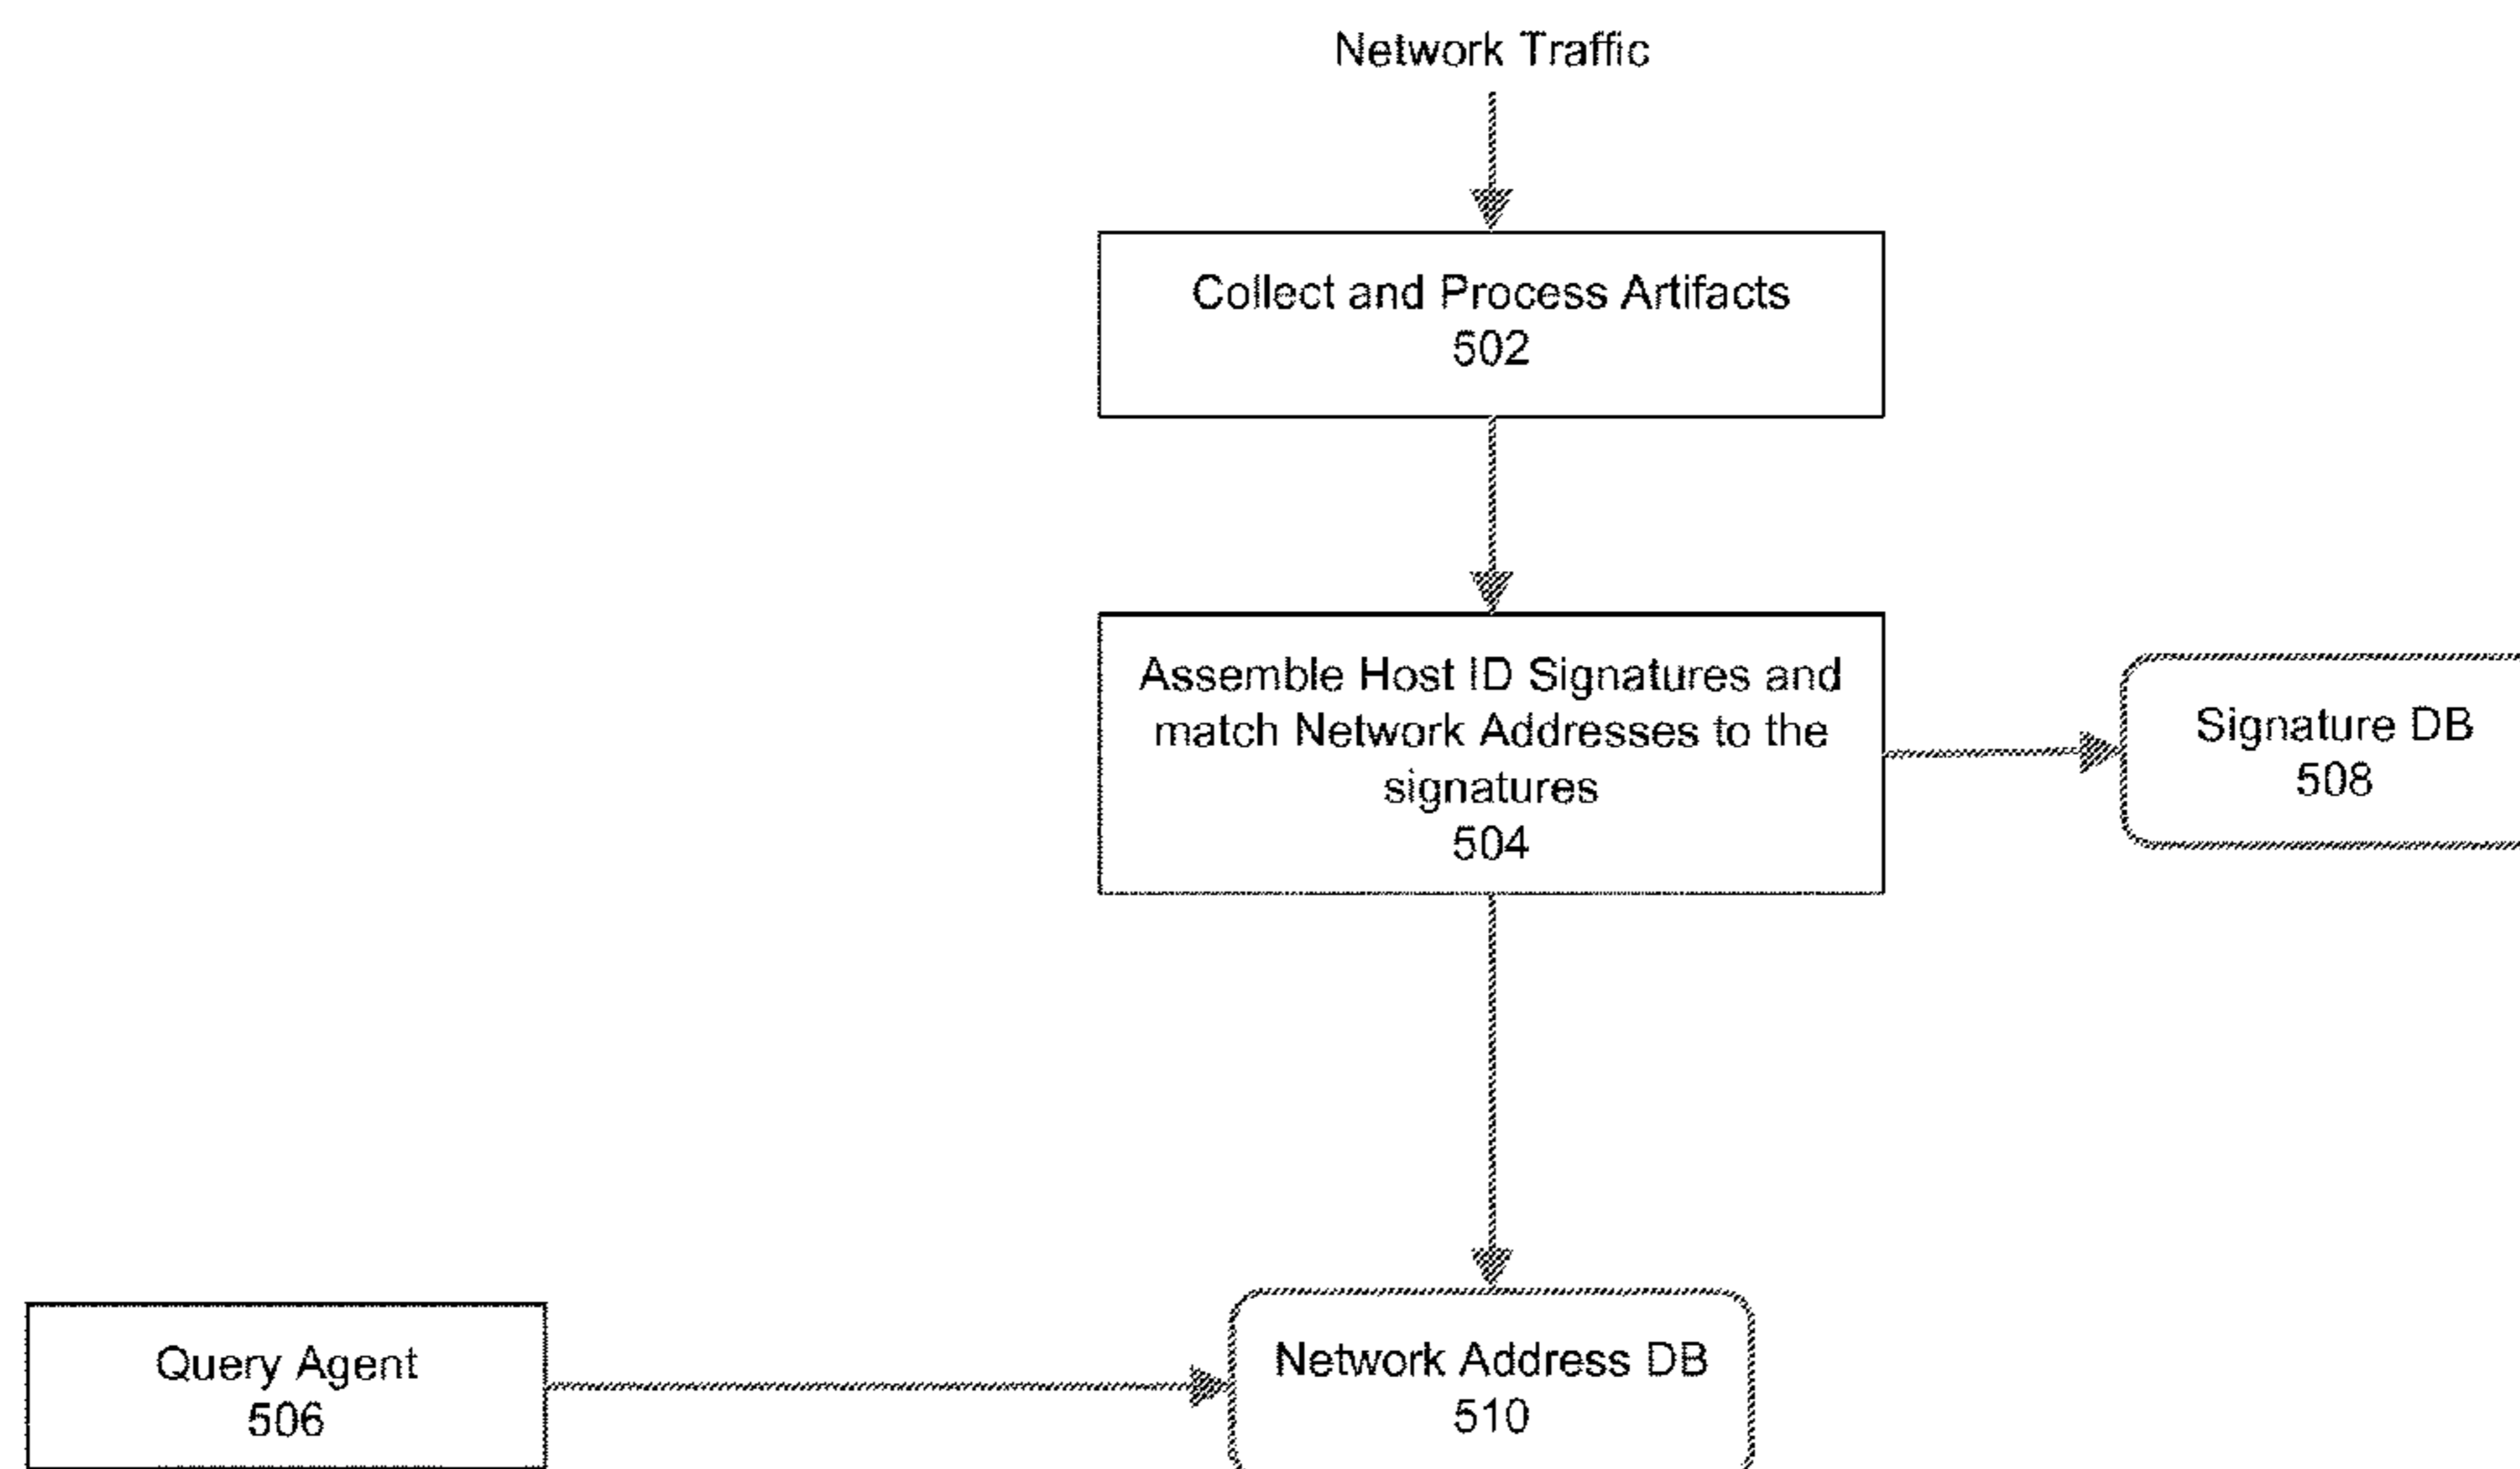 Network Traffic
Collect and Process Artifacts
502
Assemble Host ID Signatures and
match Network Addresses to the
signatures
504
Signature DB
508
Query Agent
506
Network Address DB
510